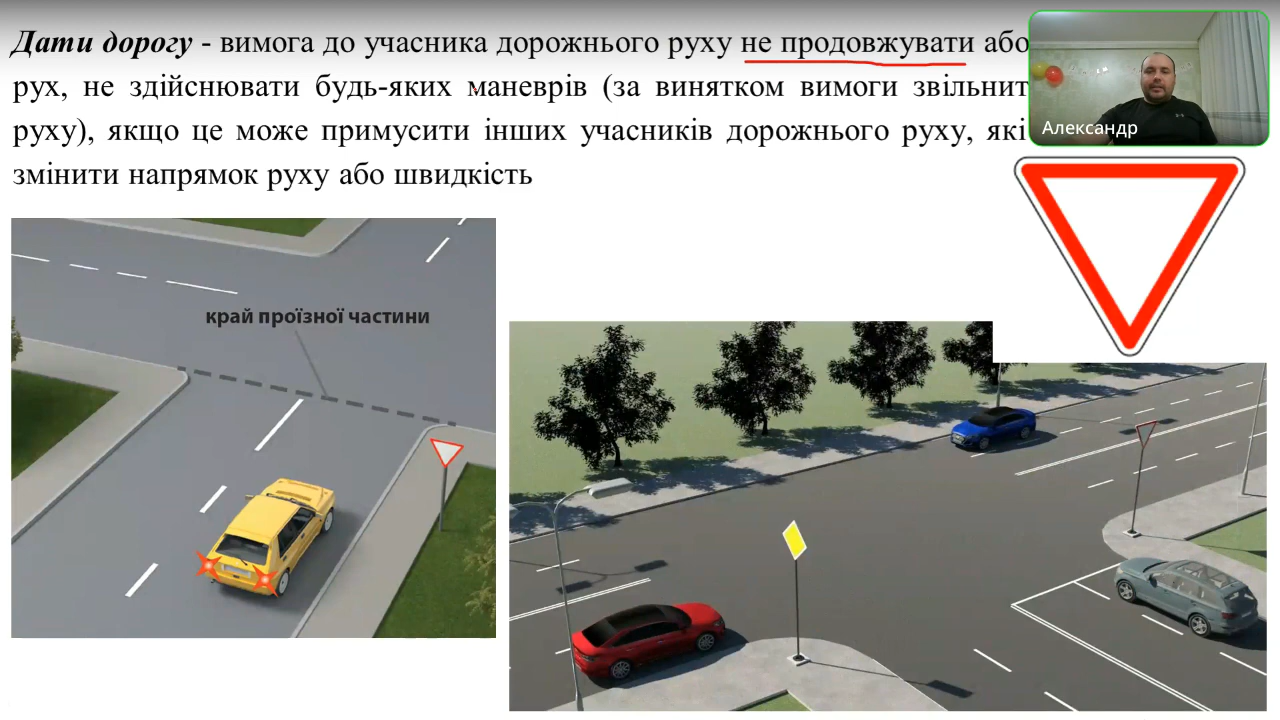 Дати дорогу - вимога до учасника дорожнього руху не продовжувати або
рух, не здійснювати будь-яких маневрів (за винятком вимоги звільнит
руху), якщо це може примусити інших учасників дорожнього руху, які
змінити напрямок руху або швидкість
Александр
край проїзної частини